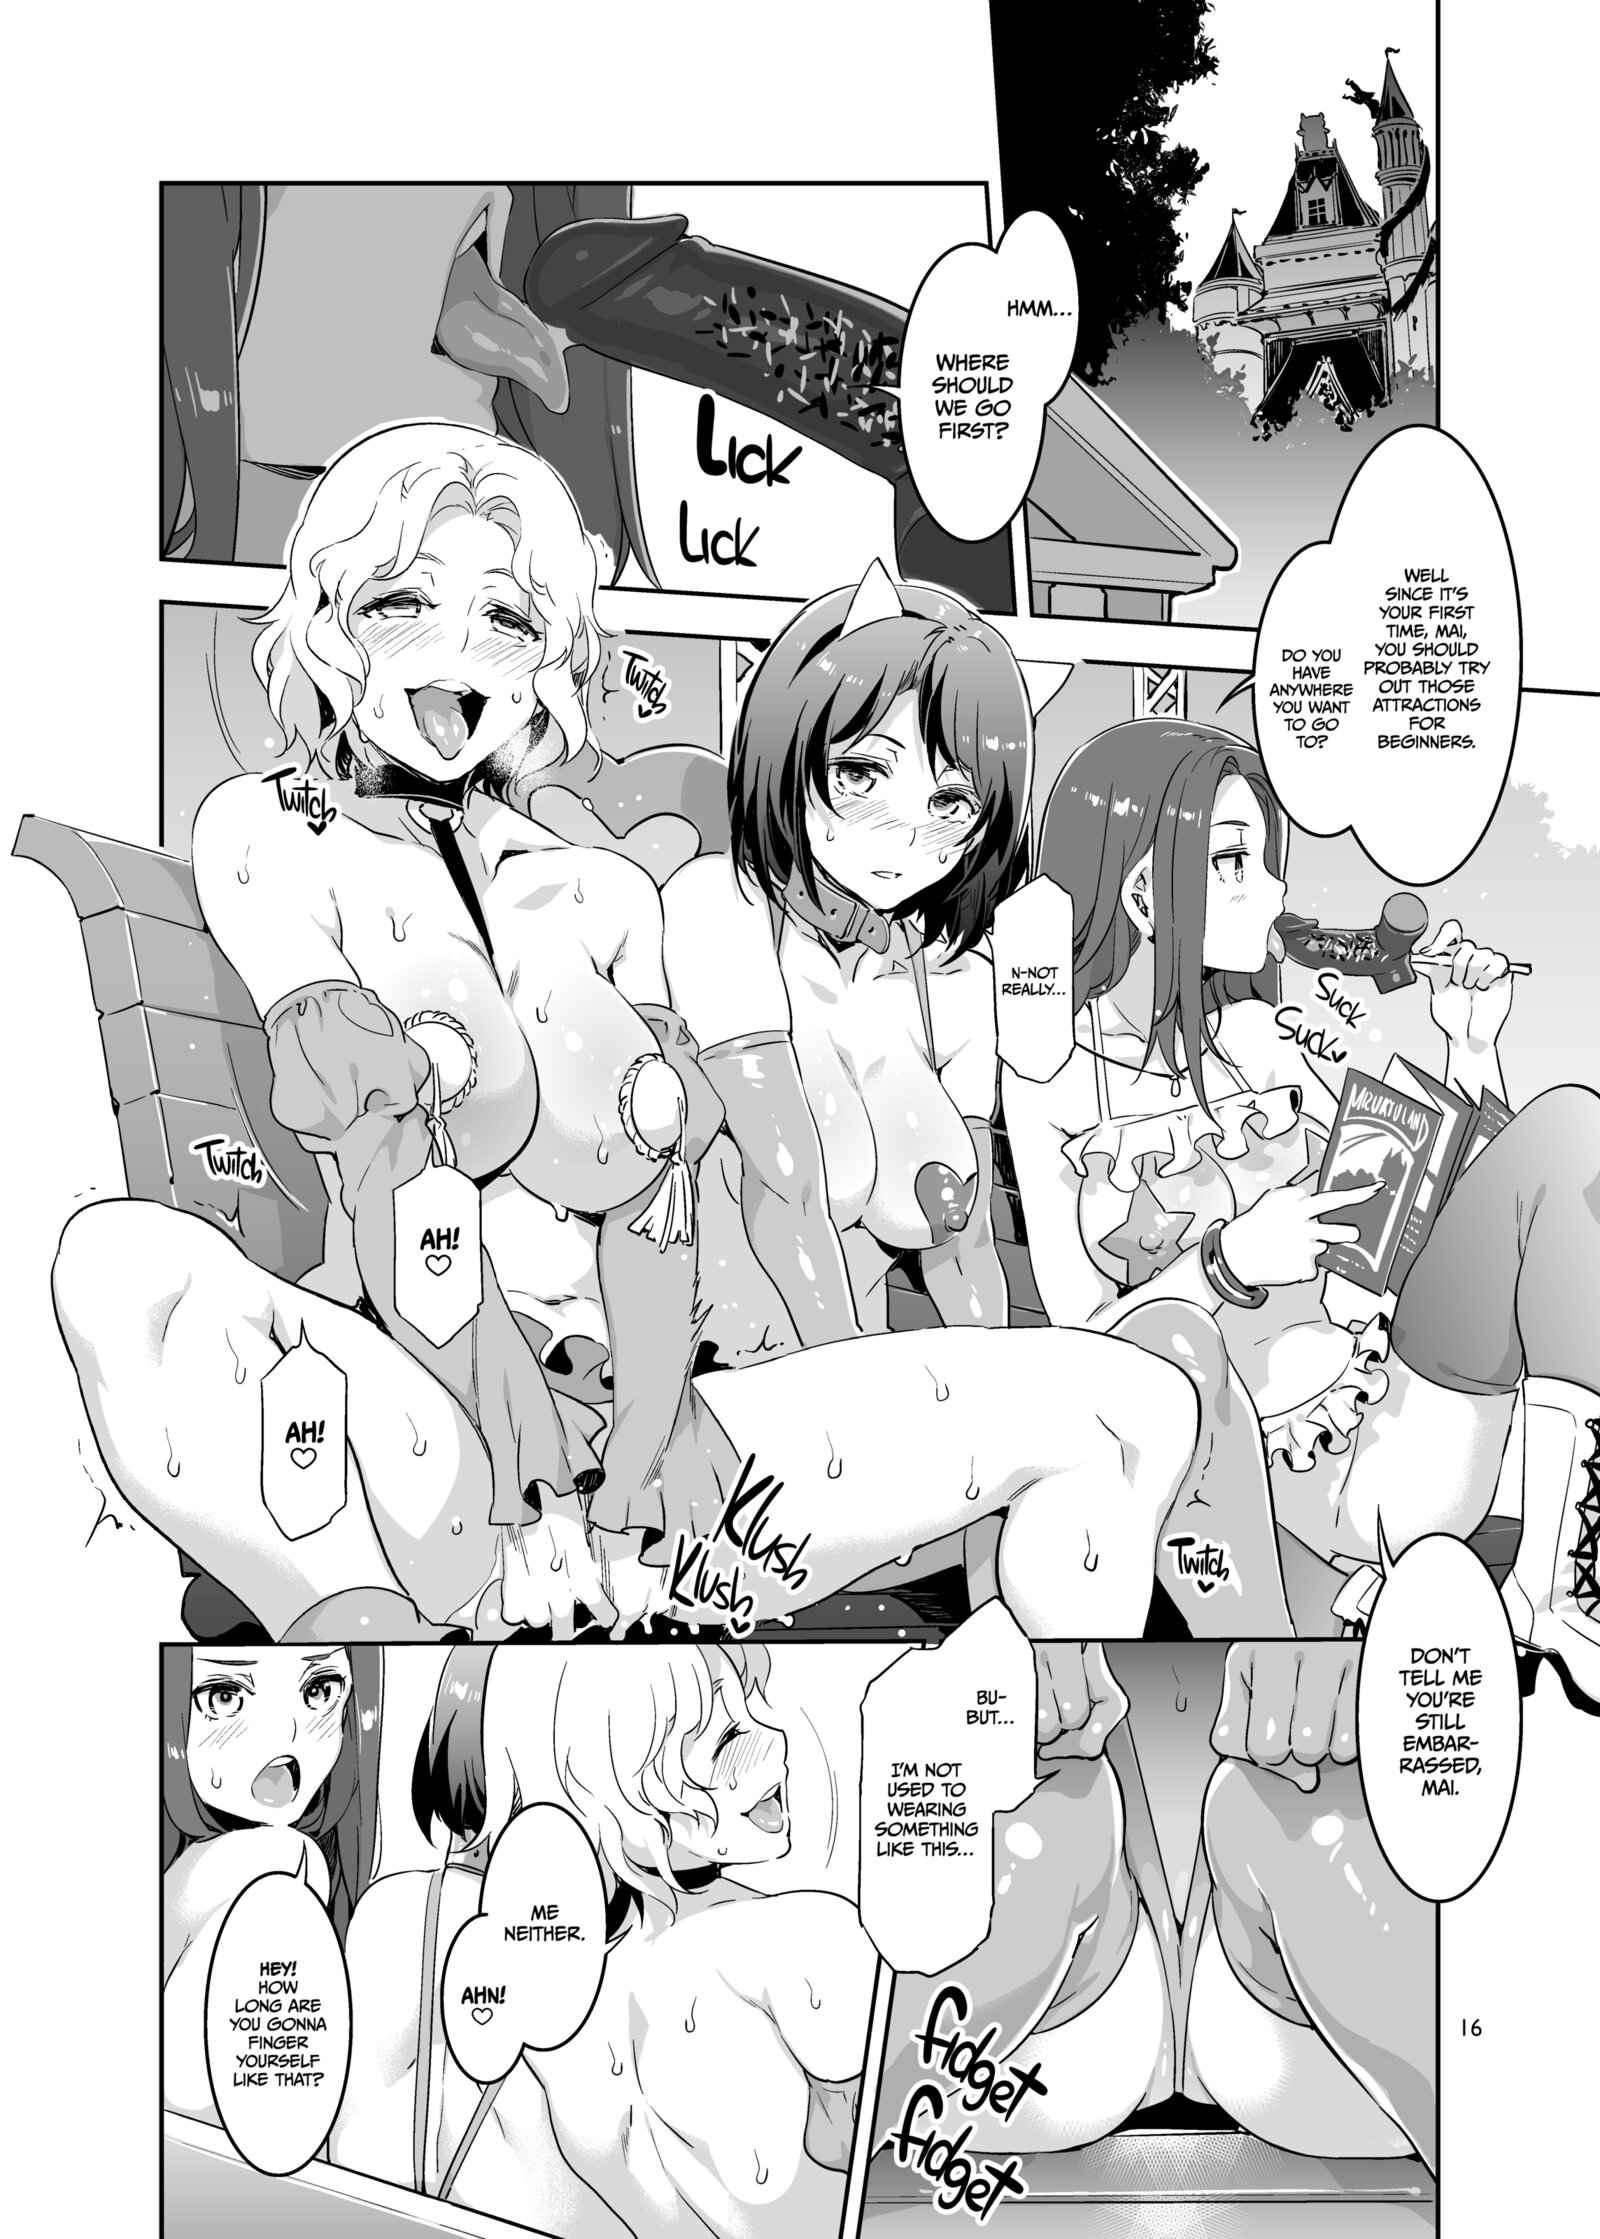 HMM...
WHERE
SHOULD
WE GO
FIRST?
LICK
LICK
WELL
SINCE IT'S
YOUR FIRST
TIME, MAI,
YOU SHOULD
PROBABLY TRY
OUT THOSE
ATTRACTIONS
FOR
BEGINNERS.
DO YOU
HAVE
ANYWHERE
YOU WANT
TO GO
TO?
N-NOT
REALLY...
SUCK
SUCK
MIZURYU LAND
TWITCH
TWITCH
TWITCH
AH!
♡
AH!
♡
KLUSH
KLUSH
TWITCH
DON'T
TELL ME
YOU'RE
STILL
EMBAR-
RASSED,
MAI.
BU-
BUT...
I'M NOT
USED TO
WEARING
SOMETHING
LIKE THIS...
FIDGET
FIDGET
ME
NEITHER.
AHN!
♡
HEY!
HOW
LONG ARE
YOU GONNA
FINGER
YOURSELF
LIKE THAT?
16